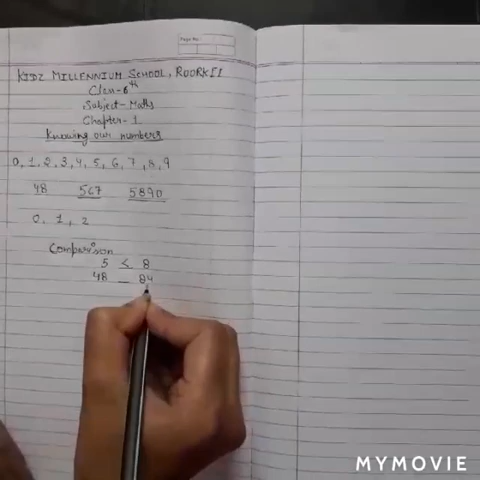 Page No.
KIDZ MILLENNIUM SCHOOL, ROORKEE
Class-6th
Subject-Maths
Chapter-1
Knowing our numbers
0, 1, 2, 3, 4, 5, 6, 7, 8, 9
48 567 5890
0, 1, 2
Comparison
5 < 8
48 _ 84
MYMOVIE